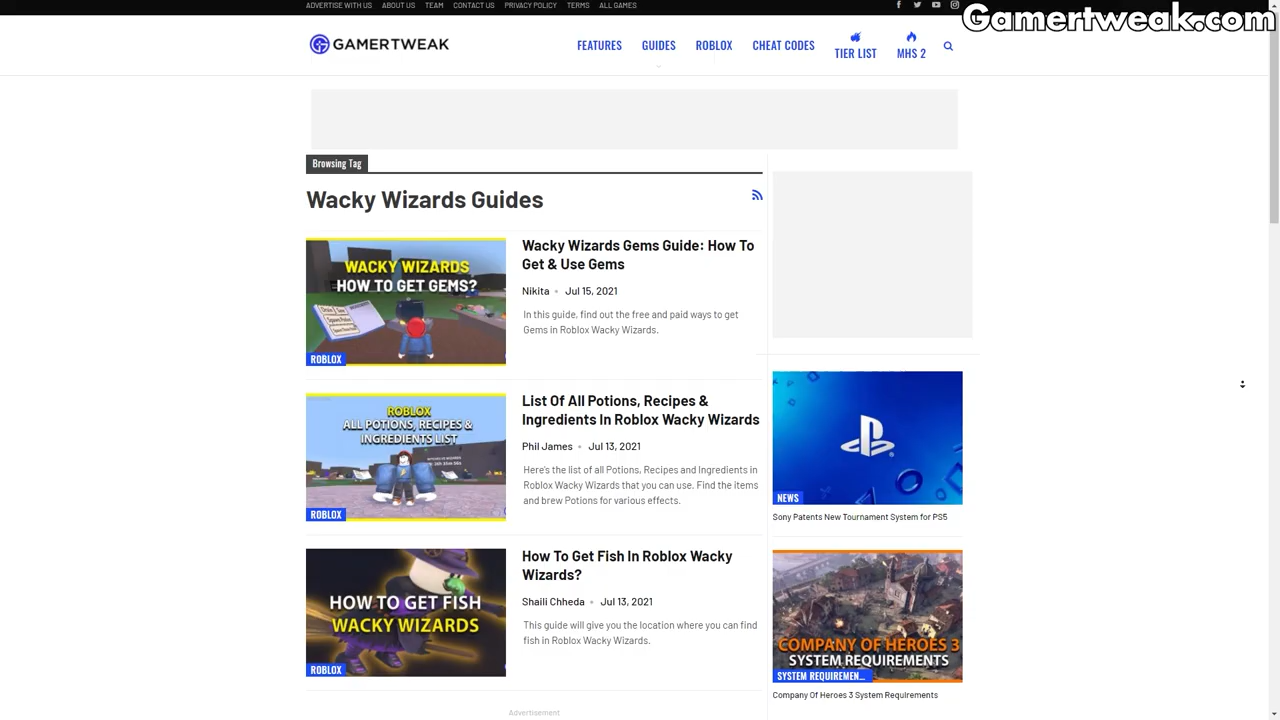 ADVERTISE WITH US ABOUT US TEAM CONTACT US PRIVACY POLICY TERMS ALL GAMES
Gamertweak.com
GAMERTWEAK
FEATURES GUIDES ROBLOX CHEAT CODES TIER LIST MHS 2
Browsing Tag
Wacky Wizards Guides
WACKY WIZARDS
HOW TO GET GEMS?
ROBLOX
Wacky Wizards Gems Guide: How To
Get & Use Gems
Nikita Jul 15, 2021
In this guide, find out the free and paid ways to get
Gems in Roblox Wacky Wizards.
ROBLOX
ALL POTIONS, RECIPES &
INGREDIENTS LIST
ROBLOX
List Of All Potions, Recipes &
Ingredients In Roblox Wacky Wizards
Phil James Jul 13, 2021
Here's the list of all Potions, Recipes and Ingredients in
Roblox Wacky Wizards that you can use. Find the items
and brew Potions for various effects.
HOW TO GET FISH
WACKY WIZARDS
ROBLOX
How To Get Fish In Roblox Wacky
Wizards?
Shaili Chheda Jul 13, 2021
This guide will give you the location where you can find
fish in Roblox Wacky Wizards.
Advertisement
NEWS
Sony Patents New Tournament System for PS5
COMPANY OF HEROES 3
SYSTEM REQUIREMENTS
SYSTEM REQUIREMEN...
Company Of Heroes 3 System Requirements